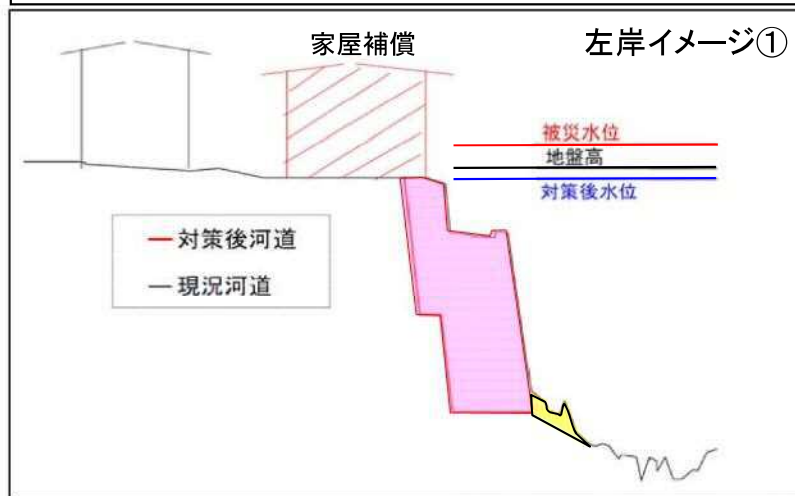 家屋補償
左岸イメージ①
被災水位
地盤高
対策後水位
対策後河道
現況河道